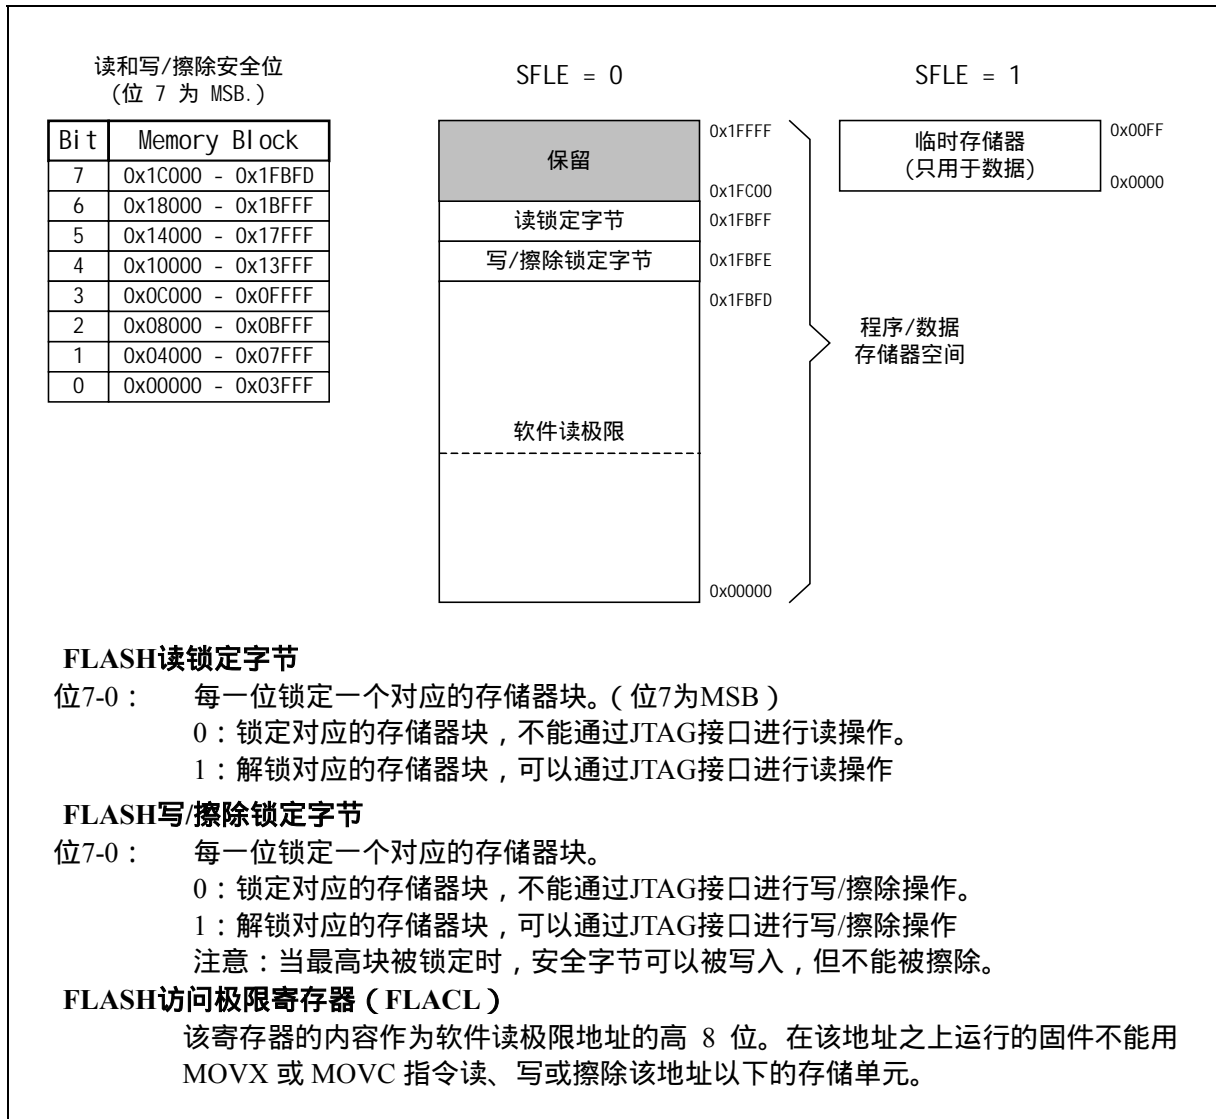 读和写/擦除安全位
(位 7 为 MSB.)
Bit Memory Block
7 0x1C000 - 0x1FBFD
6 0x18000 - 0x1BFFF
5 0x14000 - 0x17FFF
4 0x10000 - 0x13FFF
3 0x0C000 - 0x0FFFF
2 0x08000 - 0x0BFFF
1 0x04000 - 0x07FFF
0 0x00000 - 0x03FFF
SFLE = 0
保留
读锁定字节
写/擦除锁定字节
软件读极限
0x1FFFF
0x1FC00
0x1FBFF
0x1FBFE
0x1FBFD
0x00000
SFLE = 1
临时存储器
(只用于数据)
0x00FF
0x0000
程序/数据
存储器空间
FLASH读锁定字节
位7-0： 每一位锁定一个对应的存储器块。（位7为MSB）
0：锁定对应的存储器块，不能通过JTAG接口进行读操作。
1：解锁对应的存储器块，可以通过JTAG接口进行读操作
FLASH写/擦除锁定字节
位7-0： 每一位锁定一个对应的存储器块。
0：锁定对应的存储器块，不能通过JTAG接口进行写/擦除操作。
1：解锁对应的存储器块，可以通过JTAG接口进行写/擦除操作
注意：当最高块被锁定时，安全字节可以被写入，但不能被擦除。
FLASH访问极限寄存器（FLACL）
该寄存器的内容作为软件读极限地址的高 8 位。在该地址之上运行的固件不能用
MOVX 或 MOVC 指令读、写或擦除该地址以下的存储单元。